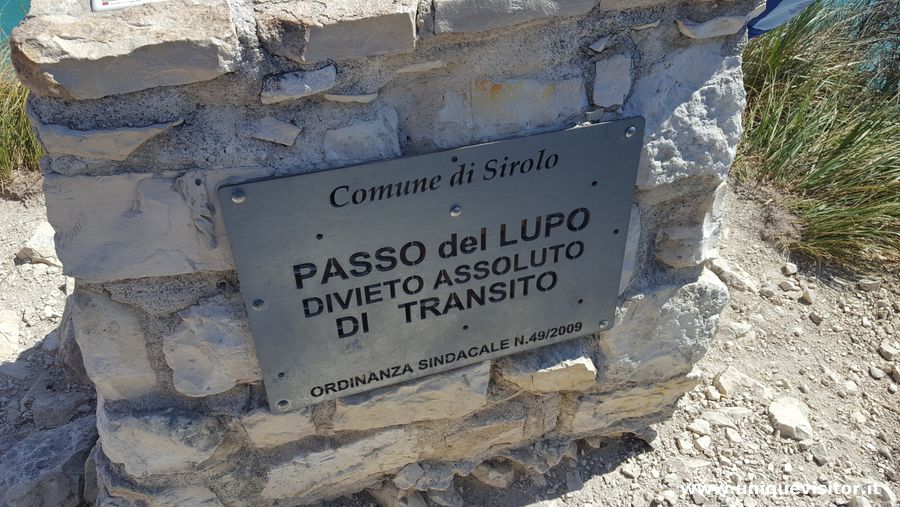 Comune di Sirolo
PASSO del LUPO
DIVIETO ASSOLUTO
DI TRANSITO
ORDINANZA SINDACALE N.49/2009
www.uniquevisitor.it